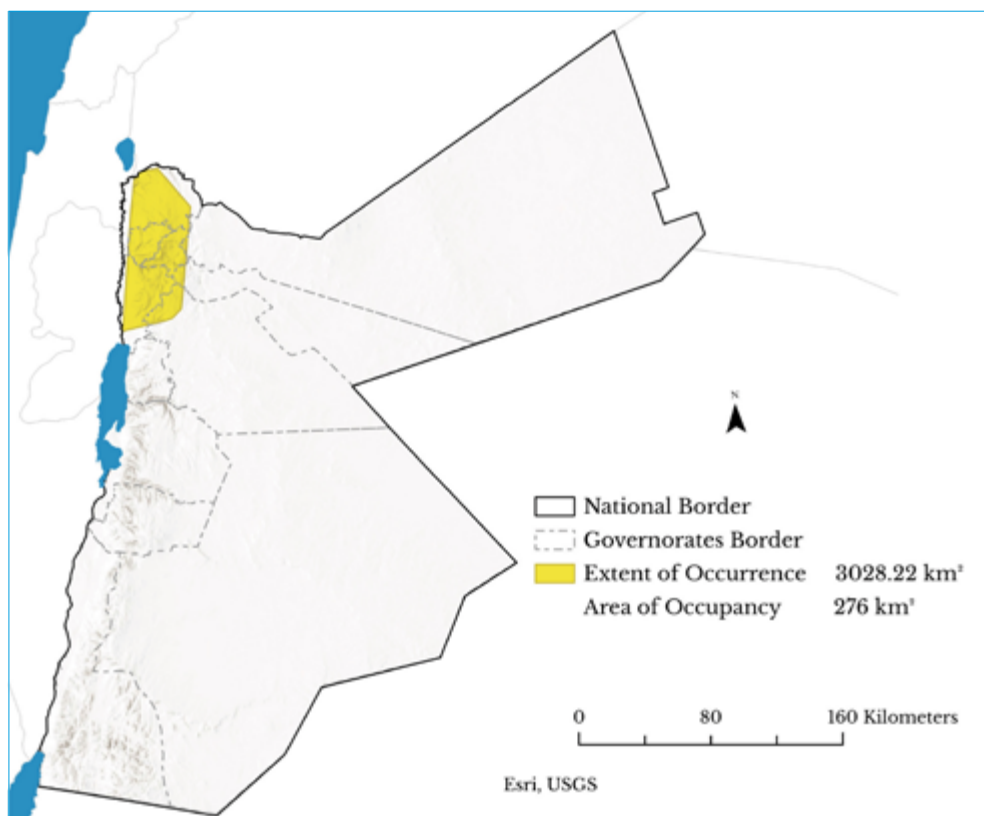 N
National Border
Governorates Border
Extent of Occurrence 3028.22 km²
Area of Occupancy 276 km²
0 80 160 Kilometers
Esri, USGS